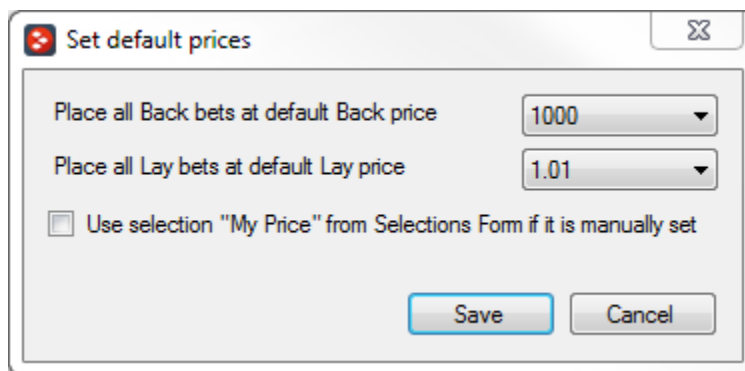 Set default prices
Place all Back bets at default Back price 1000
Place all Lay bets at default Lay price 1.01
Use selection "My Price" from Selections Form if it is manually set
Save Cancel